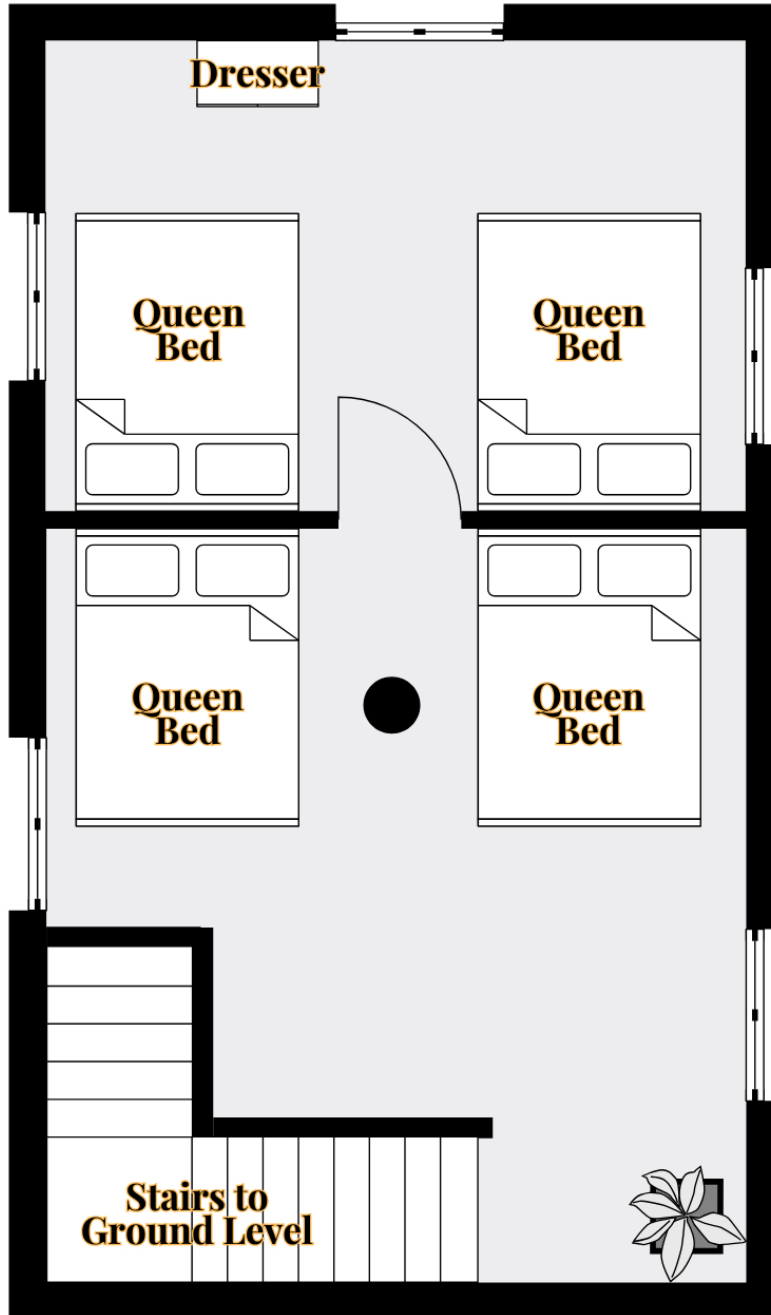 Dresser
Queen
Bed
Queen
Bed
Queen
Bed
Queen
Bed
Stairs to
Ground Level